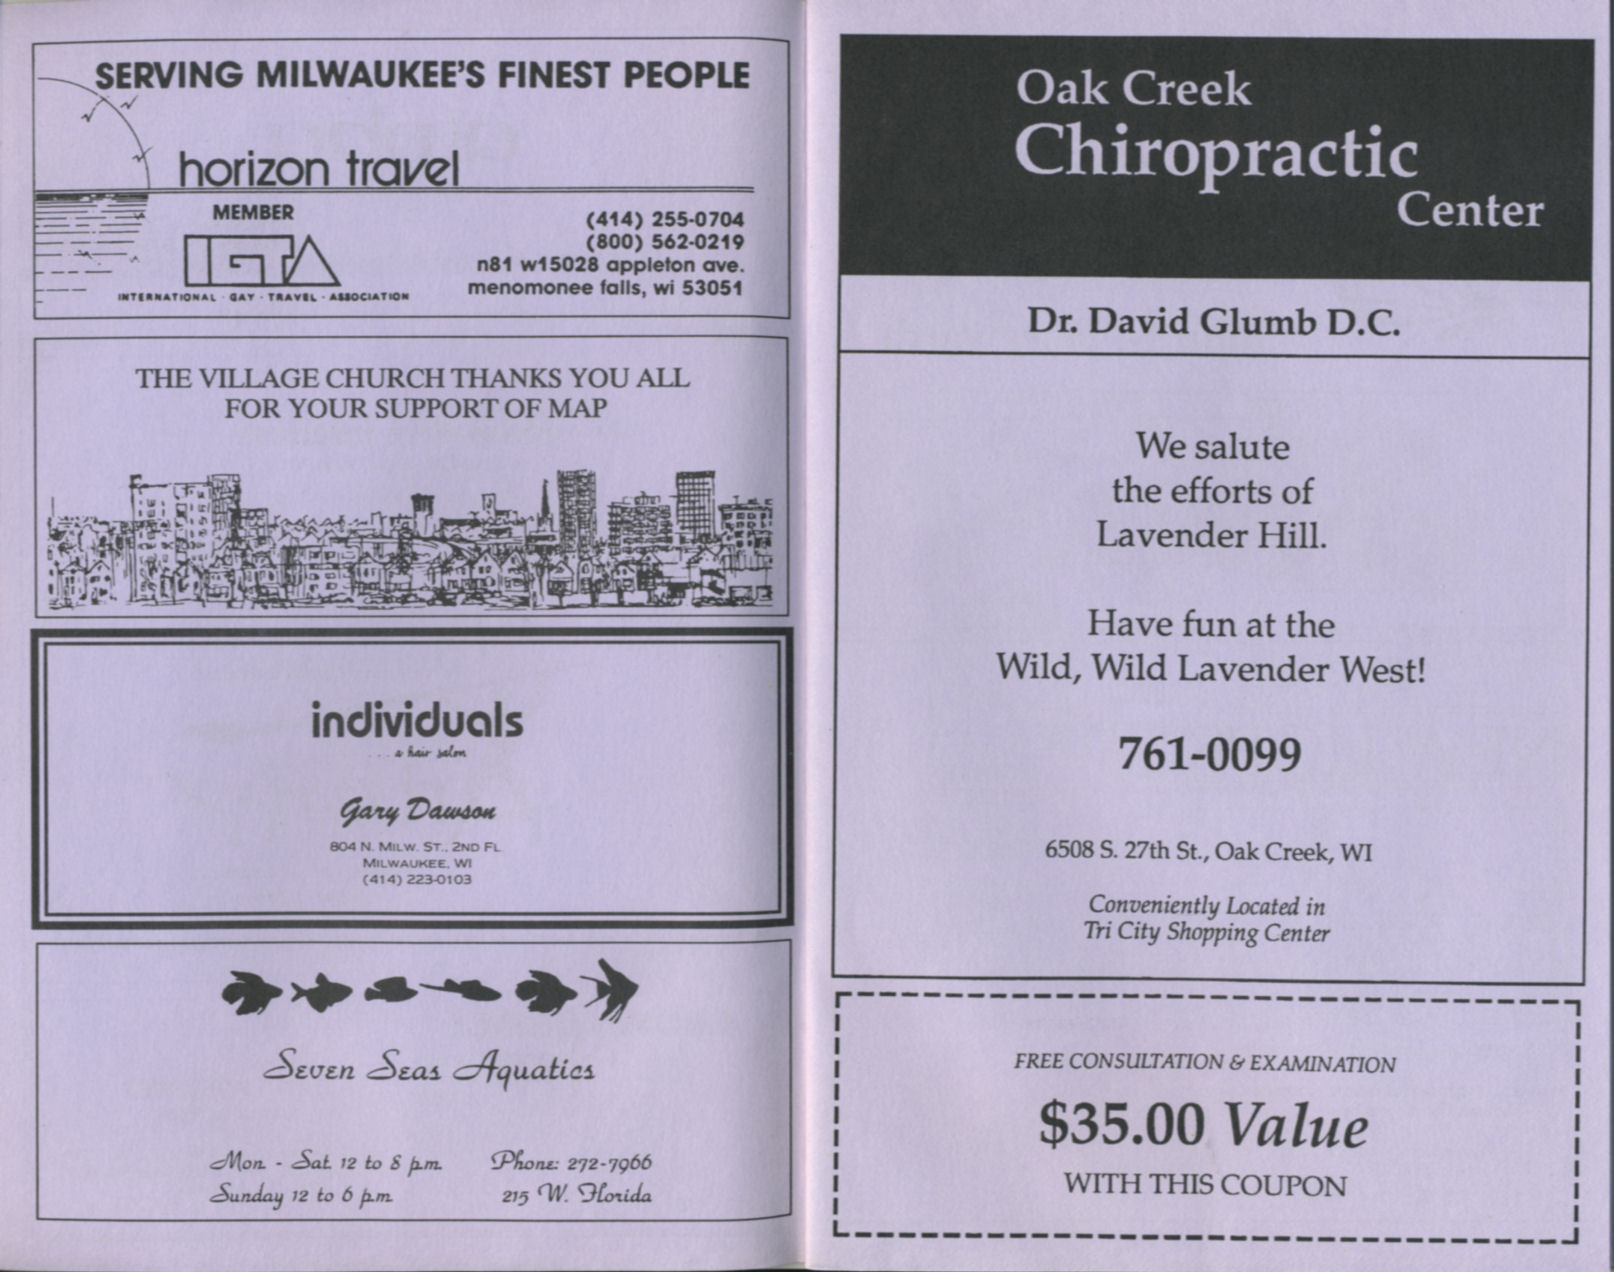 SERVING MILWAUKEE'S FINEST PEOPLE
horizon travel
MEMBER
IGTA
INTERNATIONAL · GAY · TRAVEL · ASSOCIATION
(414) 255-0704
(800) 562-0219
n81 w15028 appleton ave.
menomonee falls, wi 53051
THE VILLAGE CHURCH THANKS YOU ALL
FOR YOUR SUPPORT OF MAP
individuals
. . . a hair salon
Gary Dawson
804 N. MILW. ST., 2ND FL
MILWAUKEE, WI
(414) 223-0103
Seven Seas Aquatics
Mon. - Sat. 12 to 8 p.m.
Sunday 12 to 6 p.m.
Phone: 272-7966
215 W. Florida
Oak Creek
Chiropractic
Center
Dr. David Glumb D.C.
We salute
the efforts of
Lavender Hill.
Have fun at the
Wild, Wild Lavender West!
761-0099
6508 S. 27th St., Oak Creek, WI
Conveniently Located in
Tri City Shopping Center
FREE CONSULTATION & EXAMINATION
$35.00 Value
WITH THIS COUPON